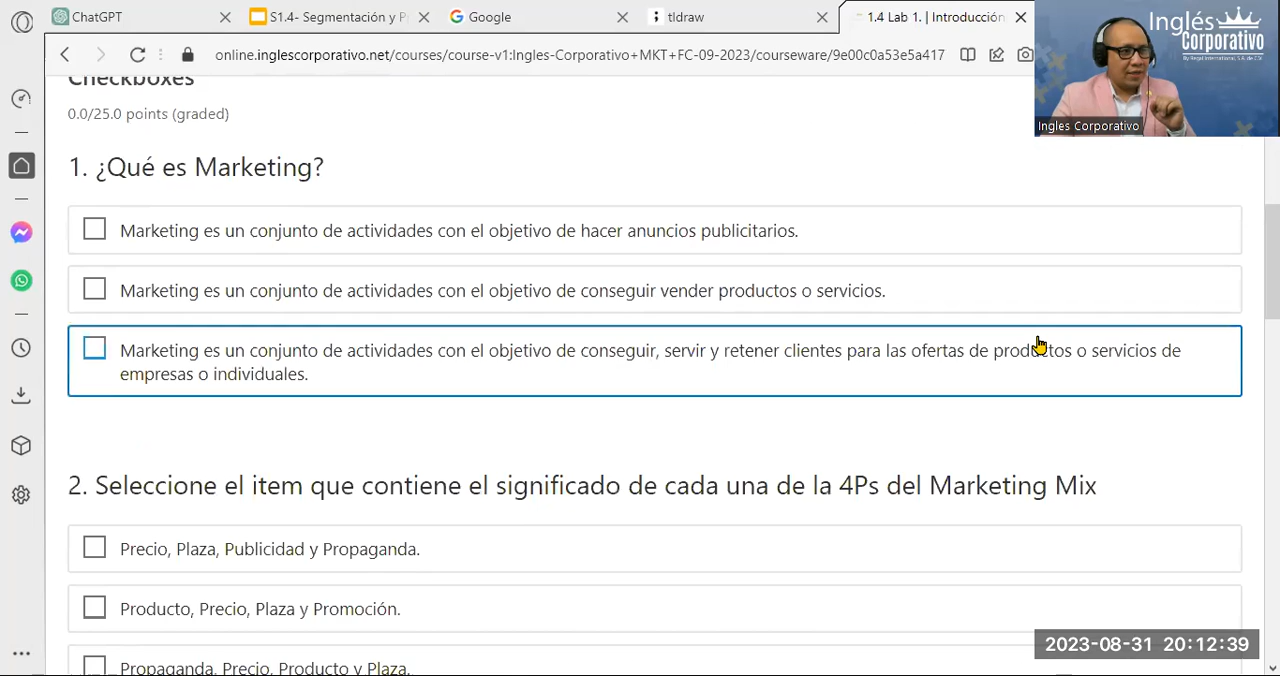 ChatGPT
S1.4- Segmentación y P
Google
tldraw
1.4 Lab 1. | Introducción
online.inglescorporativo.net/courses/course-v1:Ingles-Corporativo+MKT+FC-09-2023/courseware/9e00c0a53e5a417
Inglés
Corporativo
By Regal International, S.A. de C.V.
Ingles Corporativo
Checkboxes
0.0/25.0 points (graded)
1. ¿Qué es Marketing?
Marketing es un conjunto de actividades con el objetivo de hacer anuncios publicitarios.
Marketing es un conjunto de actividades con el objetivo de conseguir vender productos o servicios.
Marketing es un conjunto de actividades con el objetivo de conseguir, servir y retener clientes para las ofertas de productos o servicios de
empresas o individuales.
2. Seleccione el item que contiene el significado de cada una de la 4Ps del Marketing Mix
Precio, Plaza, Publicidad y Propaganda.
Producto, Precio, Plaza y Promoción.
Propaganda, Precio, Producto y Plaza.
2023-08-31 20:12:39